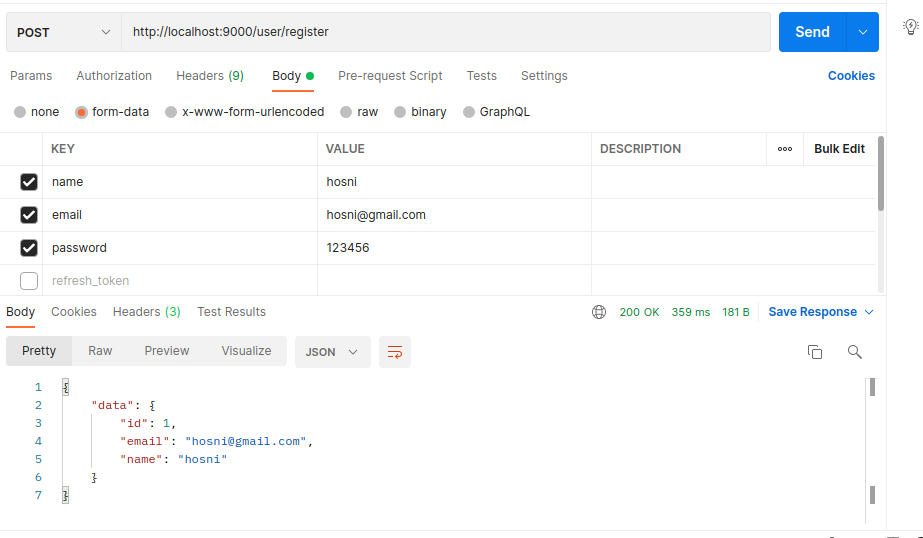 POST http://localhost:9000/user/register Send
Params Authorization Headers (9) Body Pre-request Script Tests Settings Cookies
none form-data x-www-form-urlencoded raw binary GraphQL
KEY VALUE DESCRIPTION ooo Bulk Edit
name hosni
email hosni@gmail.com
password 123456
refresh_token
Body Cookies Headers (3) Test Results 200 OK 359 ms 181 B Save Response
Pretty Raw Preview Visualize JSON
1 {
2 "data": {
3 "id": 1,
4 "email": "hosni@gmail.com",
5 "name": "hosni"
6 }
7 }